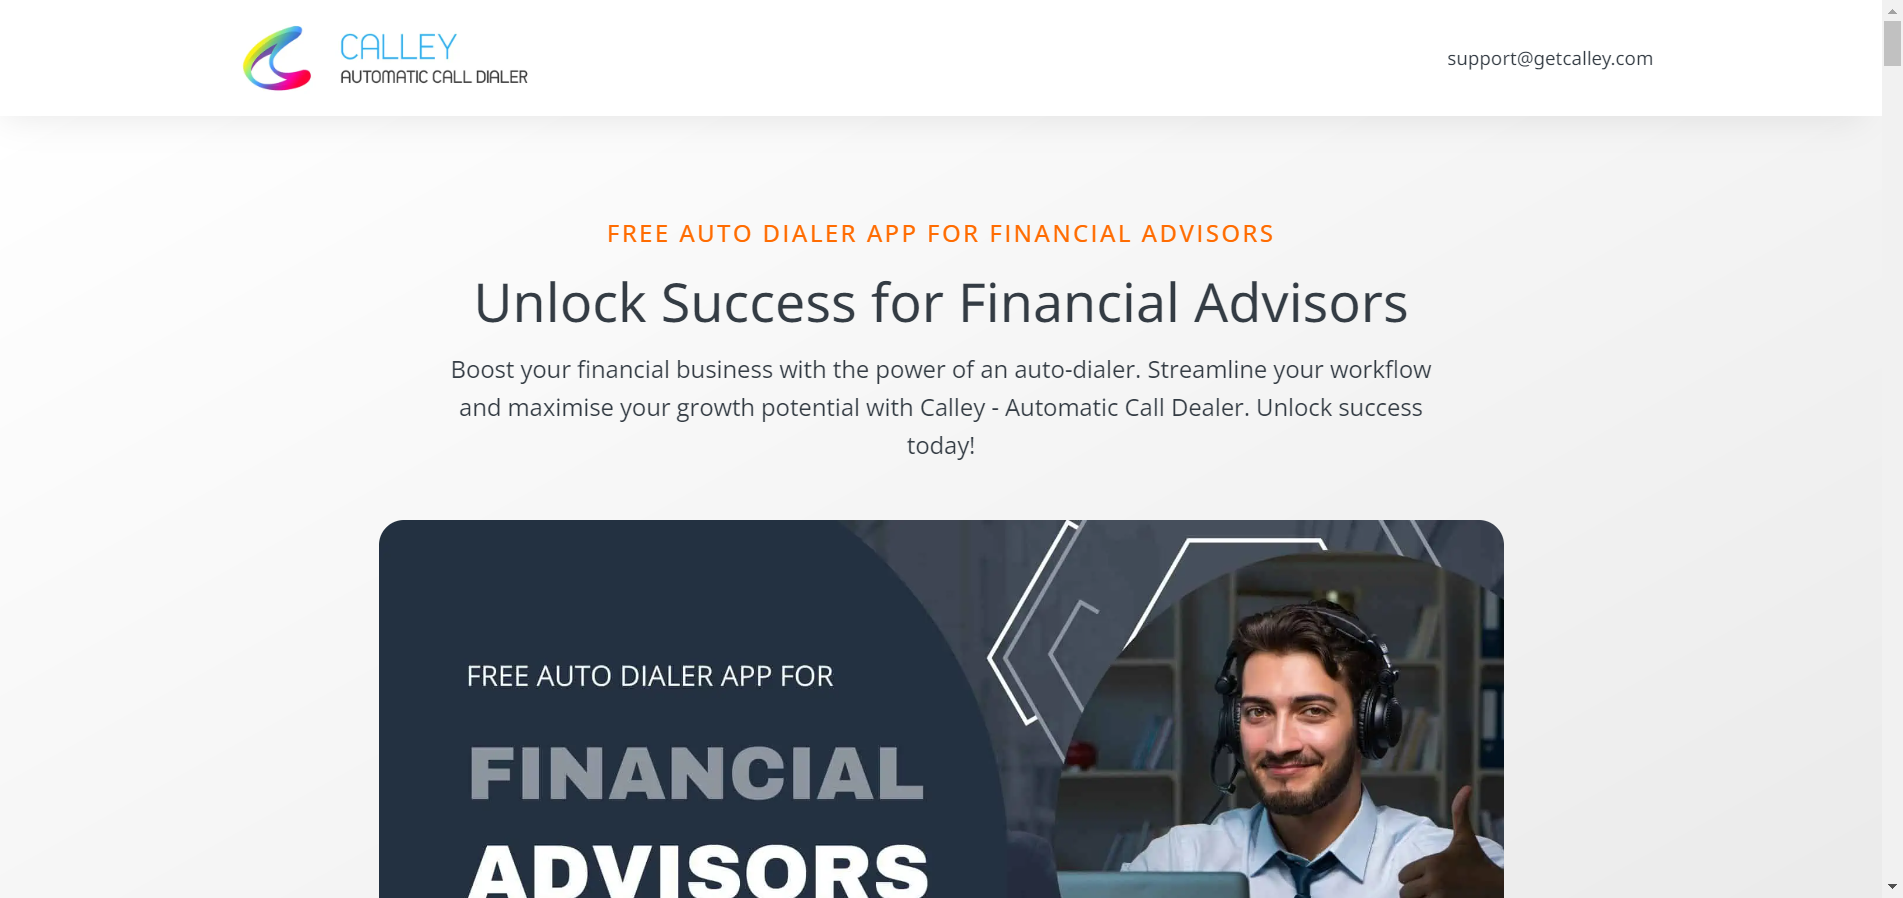 CALLEY
AUTOMATIC CALL DIALER
support@getcalley.com
FREE AUTO DIALER APP FOR FINANCIAL ADVISORS
Unlock Success for Financial Advisors
Boost your financial business with the power of an auto-dialer. Streamline your workflow
and maximise your growth potential with Calley - Automatic Call Dealer. Unlock success
today!
FREE AUTO DIALER APP FOR
FINANCIAL
ADVISORS